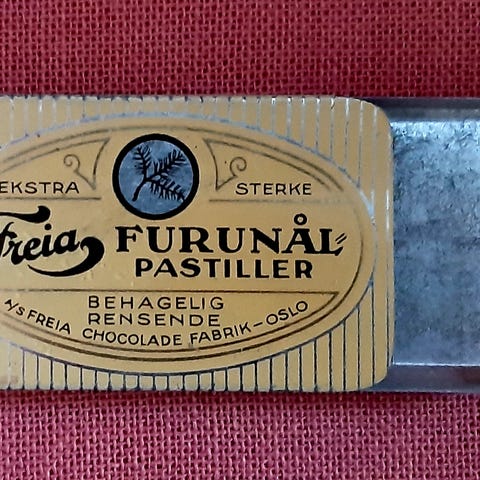 EKSTRA STERKE
Freia FURUNÅL-
PASTILLER
BEHAGELIG
RENSENDE
A/S FREIA CHOCOLADE FABRIK-OSLO